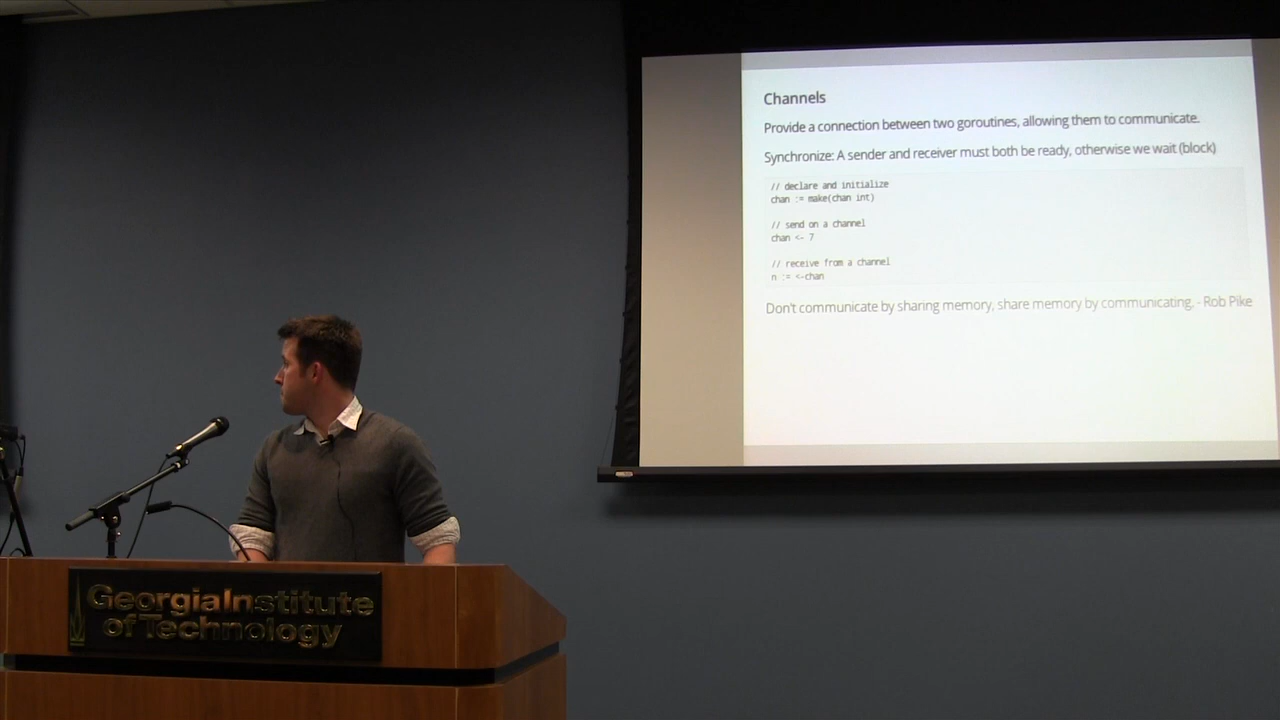 Channels
Provide a connection between two goroutines, allowing them to communicate.
Synchronize: A sender and receiver must both be ready, otherwise we wait (block)
// declare and initialize
chan := make(chan int)
// send on a channel
chan <- 7
// receive from a channel
n := <-chan
Don't communicate by sharing memory, share memory by communicating. - Rob Pike
Georgia Institute
of Technology